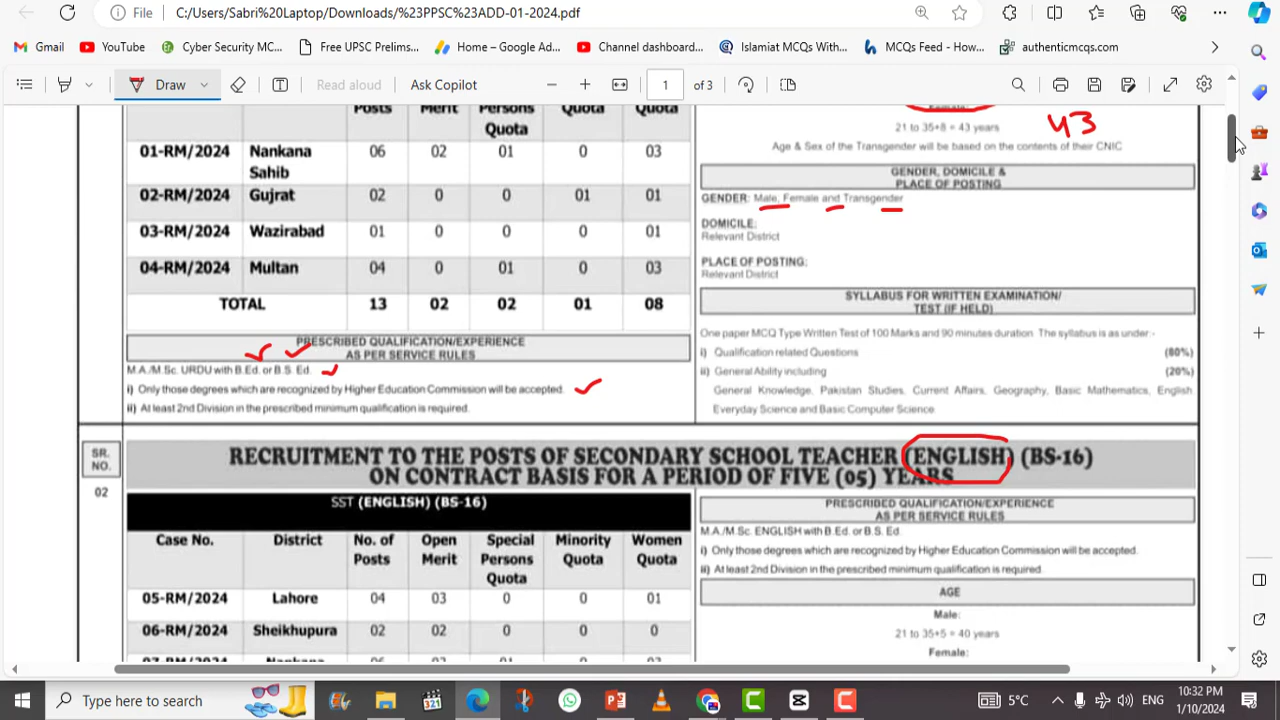 File C:/Users/Sabri%20Laptop/Downloads/%23PPSC%23ADD-01-2024.pdf
Gmail YouTube Cyber Security MC... Free UPSC Prelims... Home – Google Ad... Channel dashboard... Islamiat MCQs With... MCQs Feed - How... authenticmcqs.com
Draw Read aloud Ask Copilot 1 of 3
Posts Merit Persons Quota Quota Quota
01-RM/2024 Nankana Sahib 06 02 01 0 03
02-RM/2024 Gujrat 02 0 0 01 01
03-RM/2024 Wazirabad 01 0 0 0 01
04-RM/2024 Multan 04 0 01 0 03
TOTAL 13 02 02 01 08
PRESCRIBED QUALIFICATION/EXPERIENCE
AS PER SERVICE RULES
M.A./M.Sc. URDU with B.Ed. or B.S. Ed.
i) Only those degrees which are recognized by Higher Education Commission will be accepted.
ii) At least 2nd Division in the prescribed minimum qualification is required.
Female:
21 to 35+8 = 43 years
43
Age & Sex of the Transgender will be based on the contents of their CNIC
GENDER, DOMICILE &
PLACE OF POSTING
GENDER: Male, Female and Transgender
DOMICILE:
Relevant District
PLACE OF POSTING:
Relevant District
SYLLABUS FOR WRITTEN EXAMINATION/
TEST (IF HELD)
One paper MCQ Type Written Test of 100 Marks and 90 minutes duration. The syllabus is as under:-
i) Qualification related Questions (80%)
ii) General Ability including (20%)
General Knowledge, Pakistan Studies, Current Affairs, Geography, Basic Mathematics, English
Everyday Science and Basic Computer Science.
SR. NO.
02
RECRUITMENT TO THE POSTS OF SECONDARY SCHOOL TEACHER (ENGLISH) (BS-16)
ON CONTRACT BASIS FOR A PERIOD OF FIVE (05) YEARS
SST (ENGLISH) (BS-16)
Case No. District No. of Posts Open Merit Special Persons Quota Minority Quota Women Quota
05-RM/2024 Lahore 04 03 0 0 01
06-RM/2024 Sheikhupura 02 02 0 0 0
PRESCRIBED QUALIFICATION/EXPERIENCE
AS PER SERVICE RULES
M.A./M.Sc. ENGLISH with B.Ed. or B.S. Ed.
i) Only those degrees which are recognized by Higher Education Commission will be accepted.
ii) At least 2nd Division in the prescribed minimum qualification is required.
AGE
Male:
21 to 35+5 = 40 years
Female:
Type here to search 5°C ENG 10:32 PM
1/10/2024